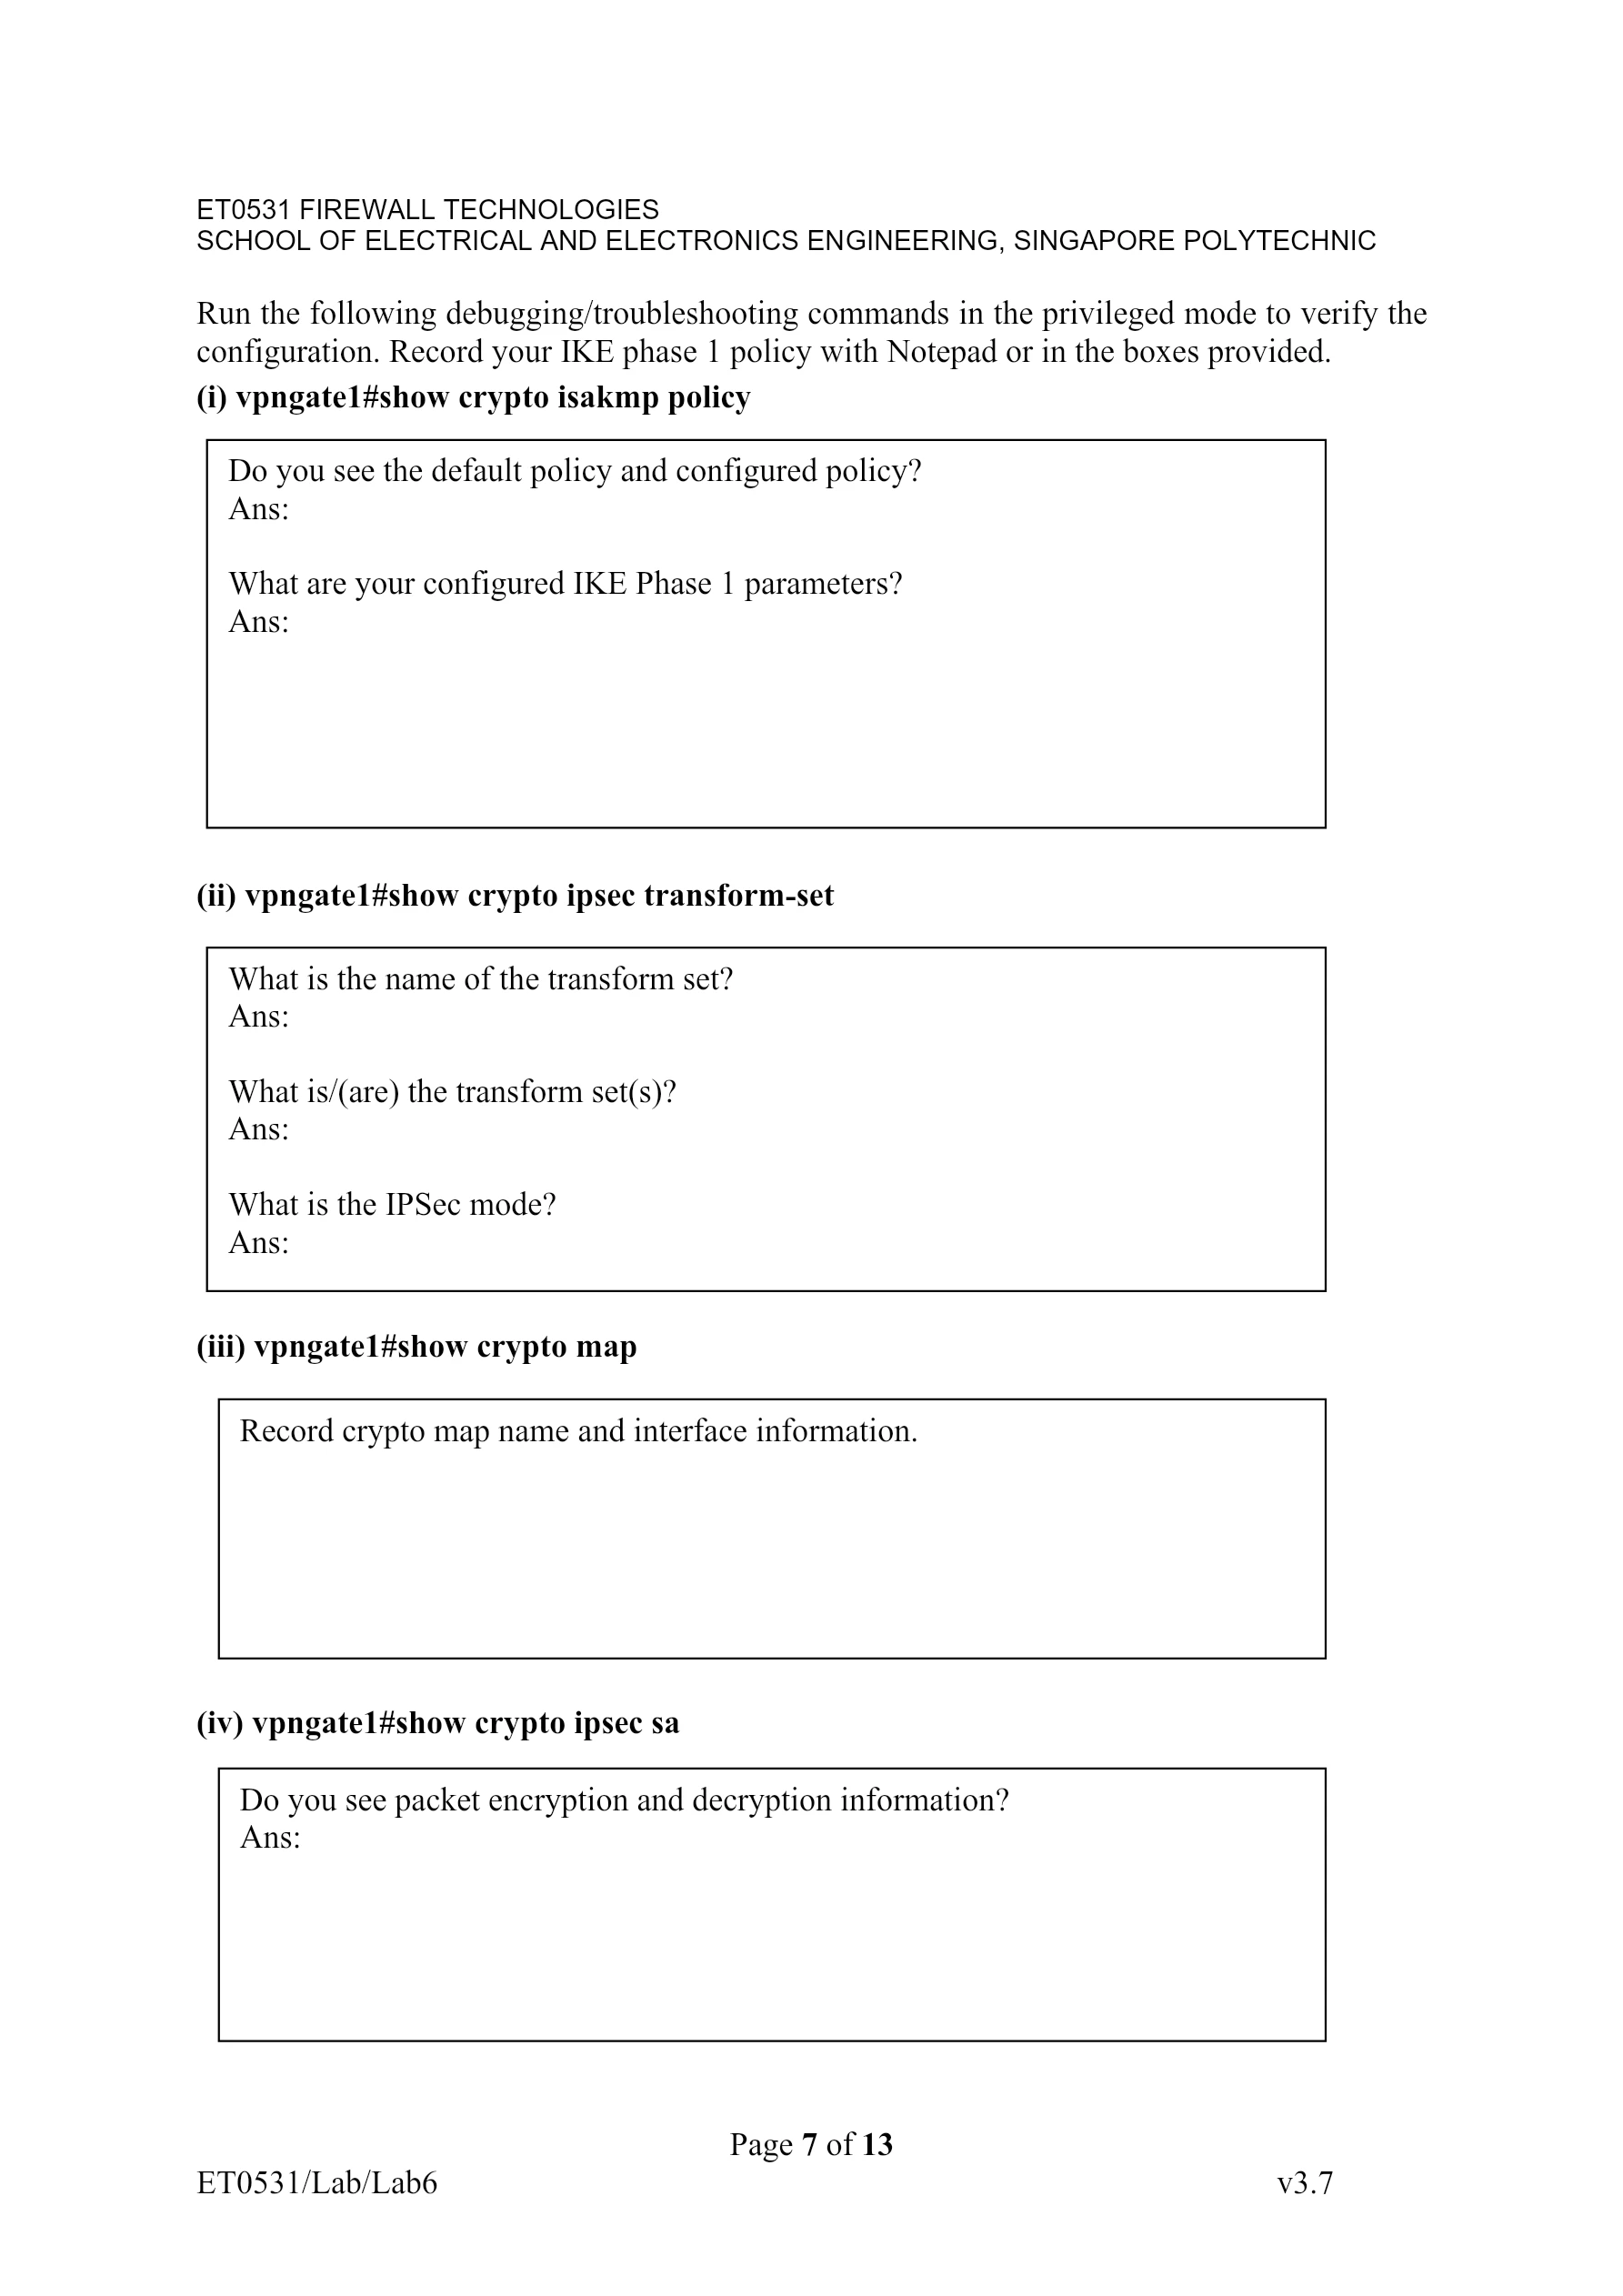 ET0531 FIREWALL TECHNOLOGIES
SCHOOL OF ELECTRICAL AND ELECTRONICS ENGINEERING, SINGAPORE POLYTECHNIC
Run the following debugging/troubleshooting commands in the privileged mode to verify the
configuration. Record your IKE phase 1 policy with Notepad or in the boxes provided.
(i) vpngate1#show crypto isakmp policy
Do you see the default policy and configured policy?
Ans:
What are your configured IKE Phase 1 parameters?
Ans:
(ii) vpngate1#show crypto ipsec transform-set
What is the name of the transform set?
Ans:
What is/(are) the transform set(s)?
Ans:
What is the IPSec mode?
Ans:
(iii) vpngate1#show crypto map
Record crypto map name and interface information.
(iv) vpngate1#show crypto ipsec sa
Do you see packet encryption and decryption information?
Ans:
Page 7 of 13
ET0531/Lab/Lab6 v3.7